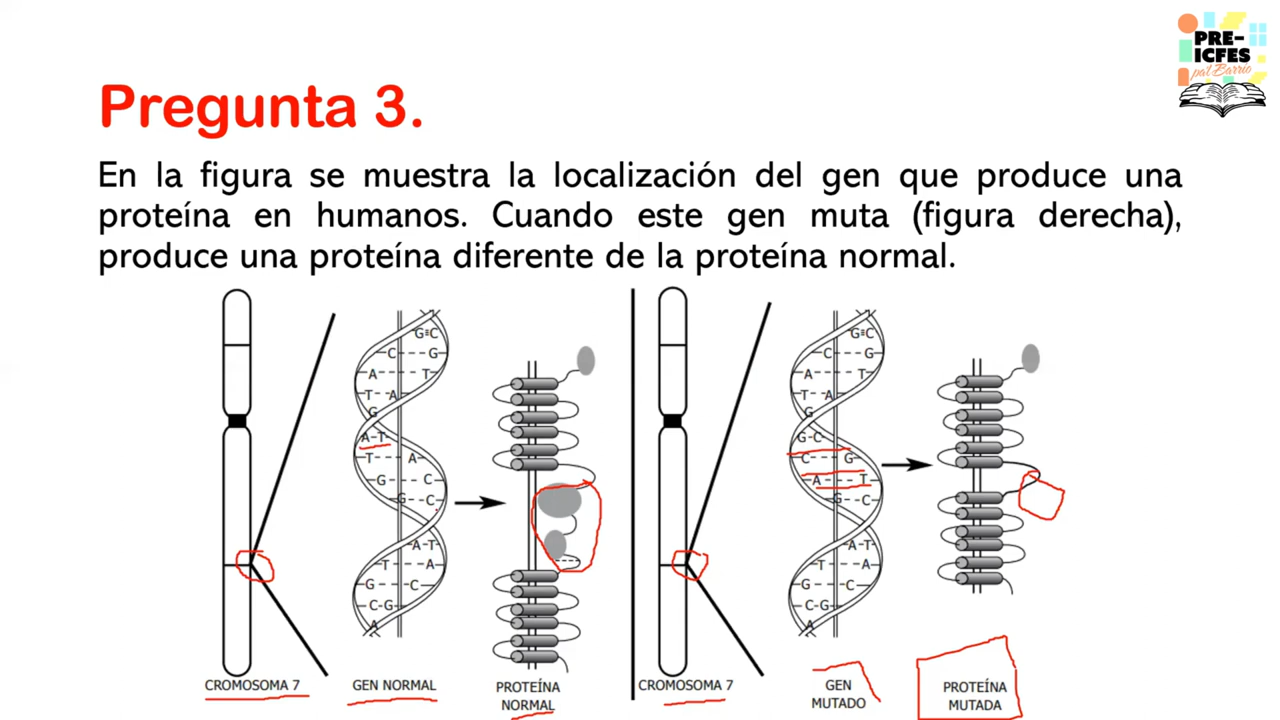 PRE-
ICFES
pa'l Barrio
Pregunta 3.
En la figura se muestra la localización del gen que produce una
proteína en humanos. Cuando este gen muta (figura derecha),
produce una proteína diferente de la proteína normal.
G≡C
C---G
A---T
T--A
G
A-T
T A
G C
G--C
A-T
T A
G C
C-G
A
G≡C
C---G
A---T
T--A
G-C
C--G
A---T
G--C
A-T
T A
G C
C-G
A
CROMOSOMA 7
GEN NORMAL
PROTEÍNA
NORMAL
CROMOSOMA 7
GEN
MUTADO
PROTEÍNA
MUTADA